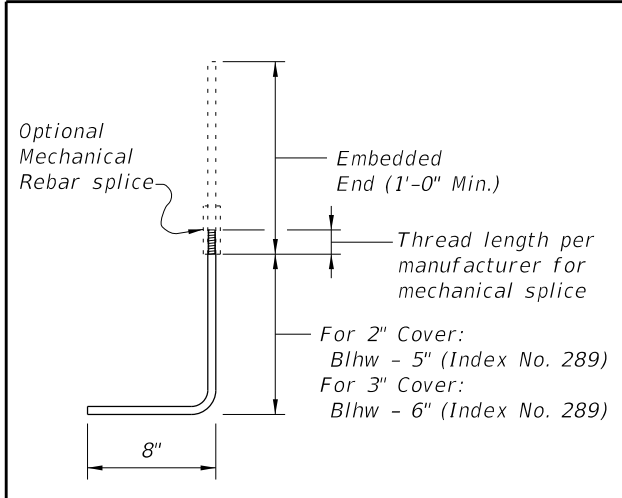 Optional
Mechanical
Rebar splice
Embedded
End (1'-0" Min.)
Thread length per
manufacturer for
mechanical splice
For 2" Cover:
Blhw - 5" (Index No. 289)
For 3" Cover:
Blhw - 6" (Index No. 289)
8"